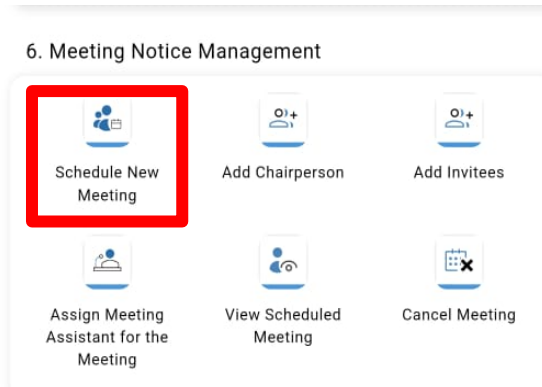 6. Meeting Notice Management
Schedule New
Meeting
Add Chairperson
Add Invitees
Assign Meeting
Assistant for the
Meeting
View Scheduled
Meeting
Cancel Meeting